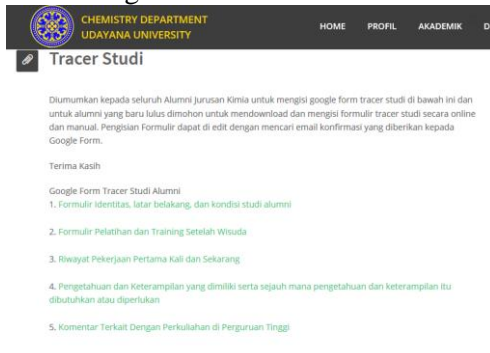 CHEMISTRY DEPARTMENT
UDAYANA UNIVERSITY
HOME PROFIL AKADEMIK D
Tracer Studi
Diumumkan kepada seluruh Alumni Jurusan Kimia untuk mengisi google form tracer studi di bawah ini dan
untuk alumni yang baru lulus dimohon untuk mendownload dan mengisi formulir tracer studi secara online
dan manual. Pengisian Formulir dapat di edit dengan mencari email konfirmasi yang diberikan kepada
Google Form.
Terima Kasih
Google Form Tracer Studi Alumni
1. Formulir Identitas, latar belakang, dan kondisi studi alumni
2. Formulir Pelatihan dan Training Setelah Wisuda
3. Riwayat Pekerjaan Pertama Kali dan Sekarang
4. Pengetahuan dan Keterampilan yang dimiliki serta sejauh mana pengetahuan dan keterampilan itu
dibutuhkan atau diperlukan
5. Komentar Terkait Dengan Perkuliahan di Perguruan Tinggi